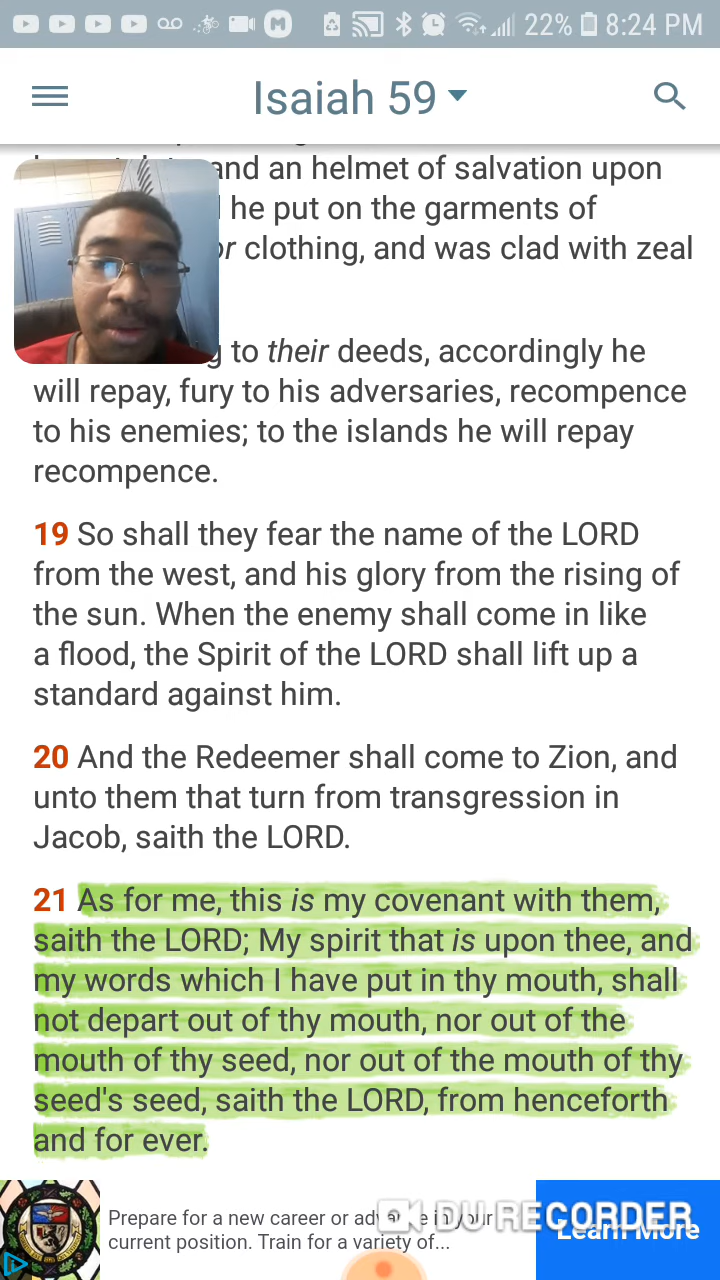 22% 8:24 PM
Isaiah 59
and an helmet of salvation upon
he put on the garments of
or clothing, and was clad with zeal
to their deeds, accordingly he
will repay, fury to his adversaries, recompence
to his enemies; to the islands he will repay
recompence.
19 So shall they fear the name of the LORD
from the west, and his glory from the rising of
the sun. When the enemy shall come in like
a flood, the Spirit of the LORD shall lift up a
standard against him.
20 And the Redeemer shall come to Zion, and
unto them that turn from transgression in
Jacob, saith the LORD.
21 As for me, this is my covenant with them,
saith the LORD; My spirit that is upon thee, and
my words which I have put in thy mouth, shall
not depart out of thy mouth, nor out of the
mouth of thy seed, nor out of the mouth of thy
seed's seed, saith the LORD, from henceforth
and for ever.
Prepare for a new career or advance in your
current position. Train for a variety of...
Learn More
DU RECORDER